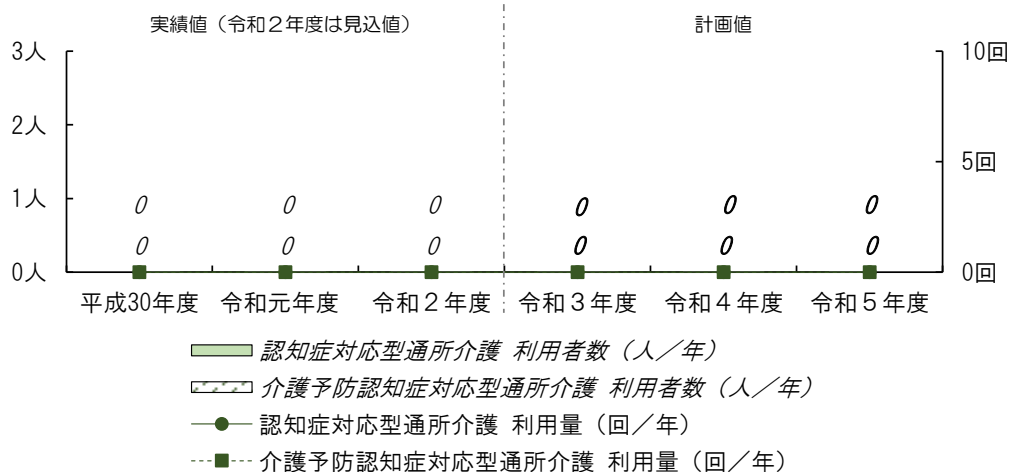 実績値（令和２年度は見込値）
計画値
3人
10回
2人
5回
1人
0 0 0 0 0 0
0 0 0 0 0 0
0人
0回
平成30年度 令和元年度 令和２年度 令和３年度 令和４年度 令和５年度
認知症対応型通所介護 利用者数（人／年）
介護予防認知症対応型通所介護 利用者数（人／年）
認知症対応型通所介護 利用量（回／年）
介護予防認知症対応型通所介護 利用量（回／年）